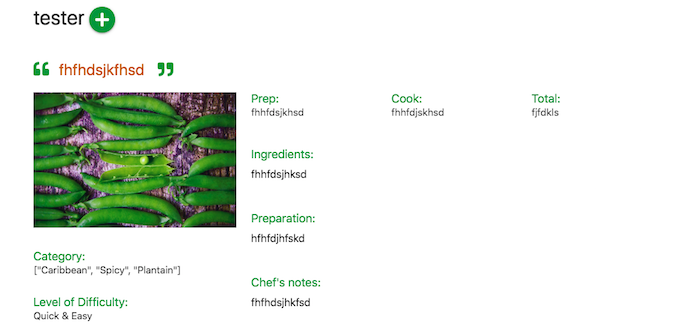 tester
fhfhdsjkfhsd
Prep:
fhhfdsjkhsd
Cook:
fhhfdjskhsd
Total:
fjfdkls
Ingredients:
fhhfdsjhksd
Preparation:
hfhfdjhfskd
Chef's notes:
fhfhdsjhkfsd
Category:
["Caribbean", "Spicy", "Plantain"]
Level of Difficulty:
Quick & Easy